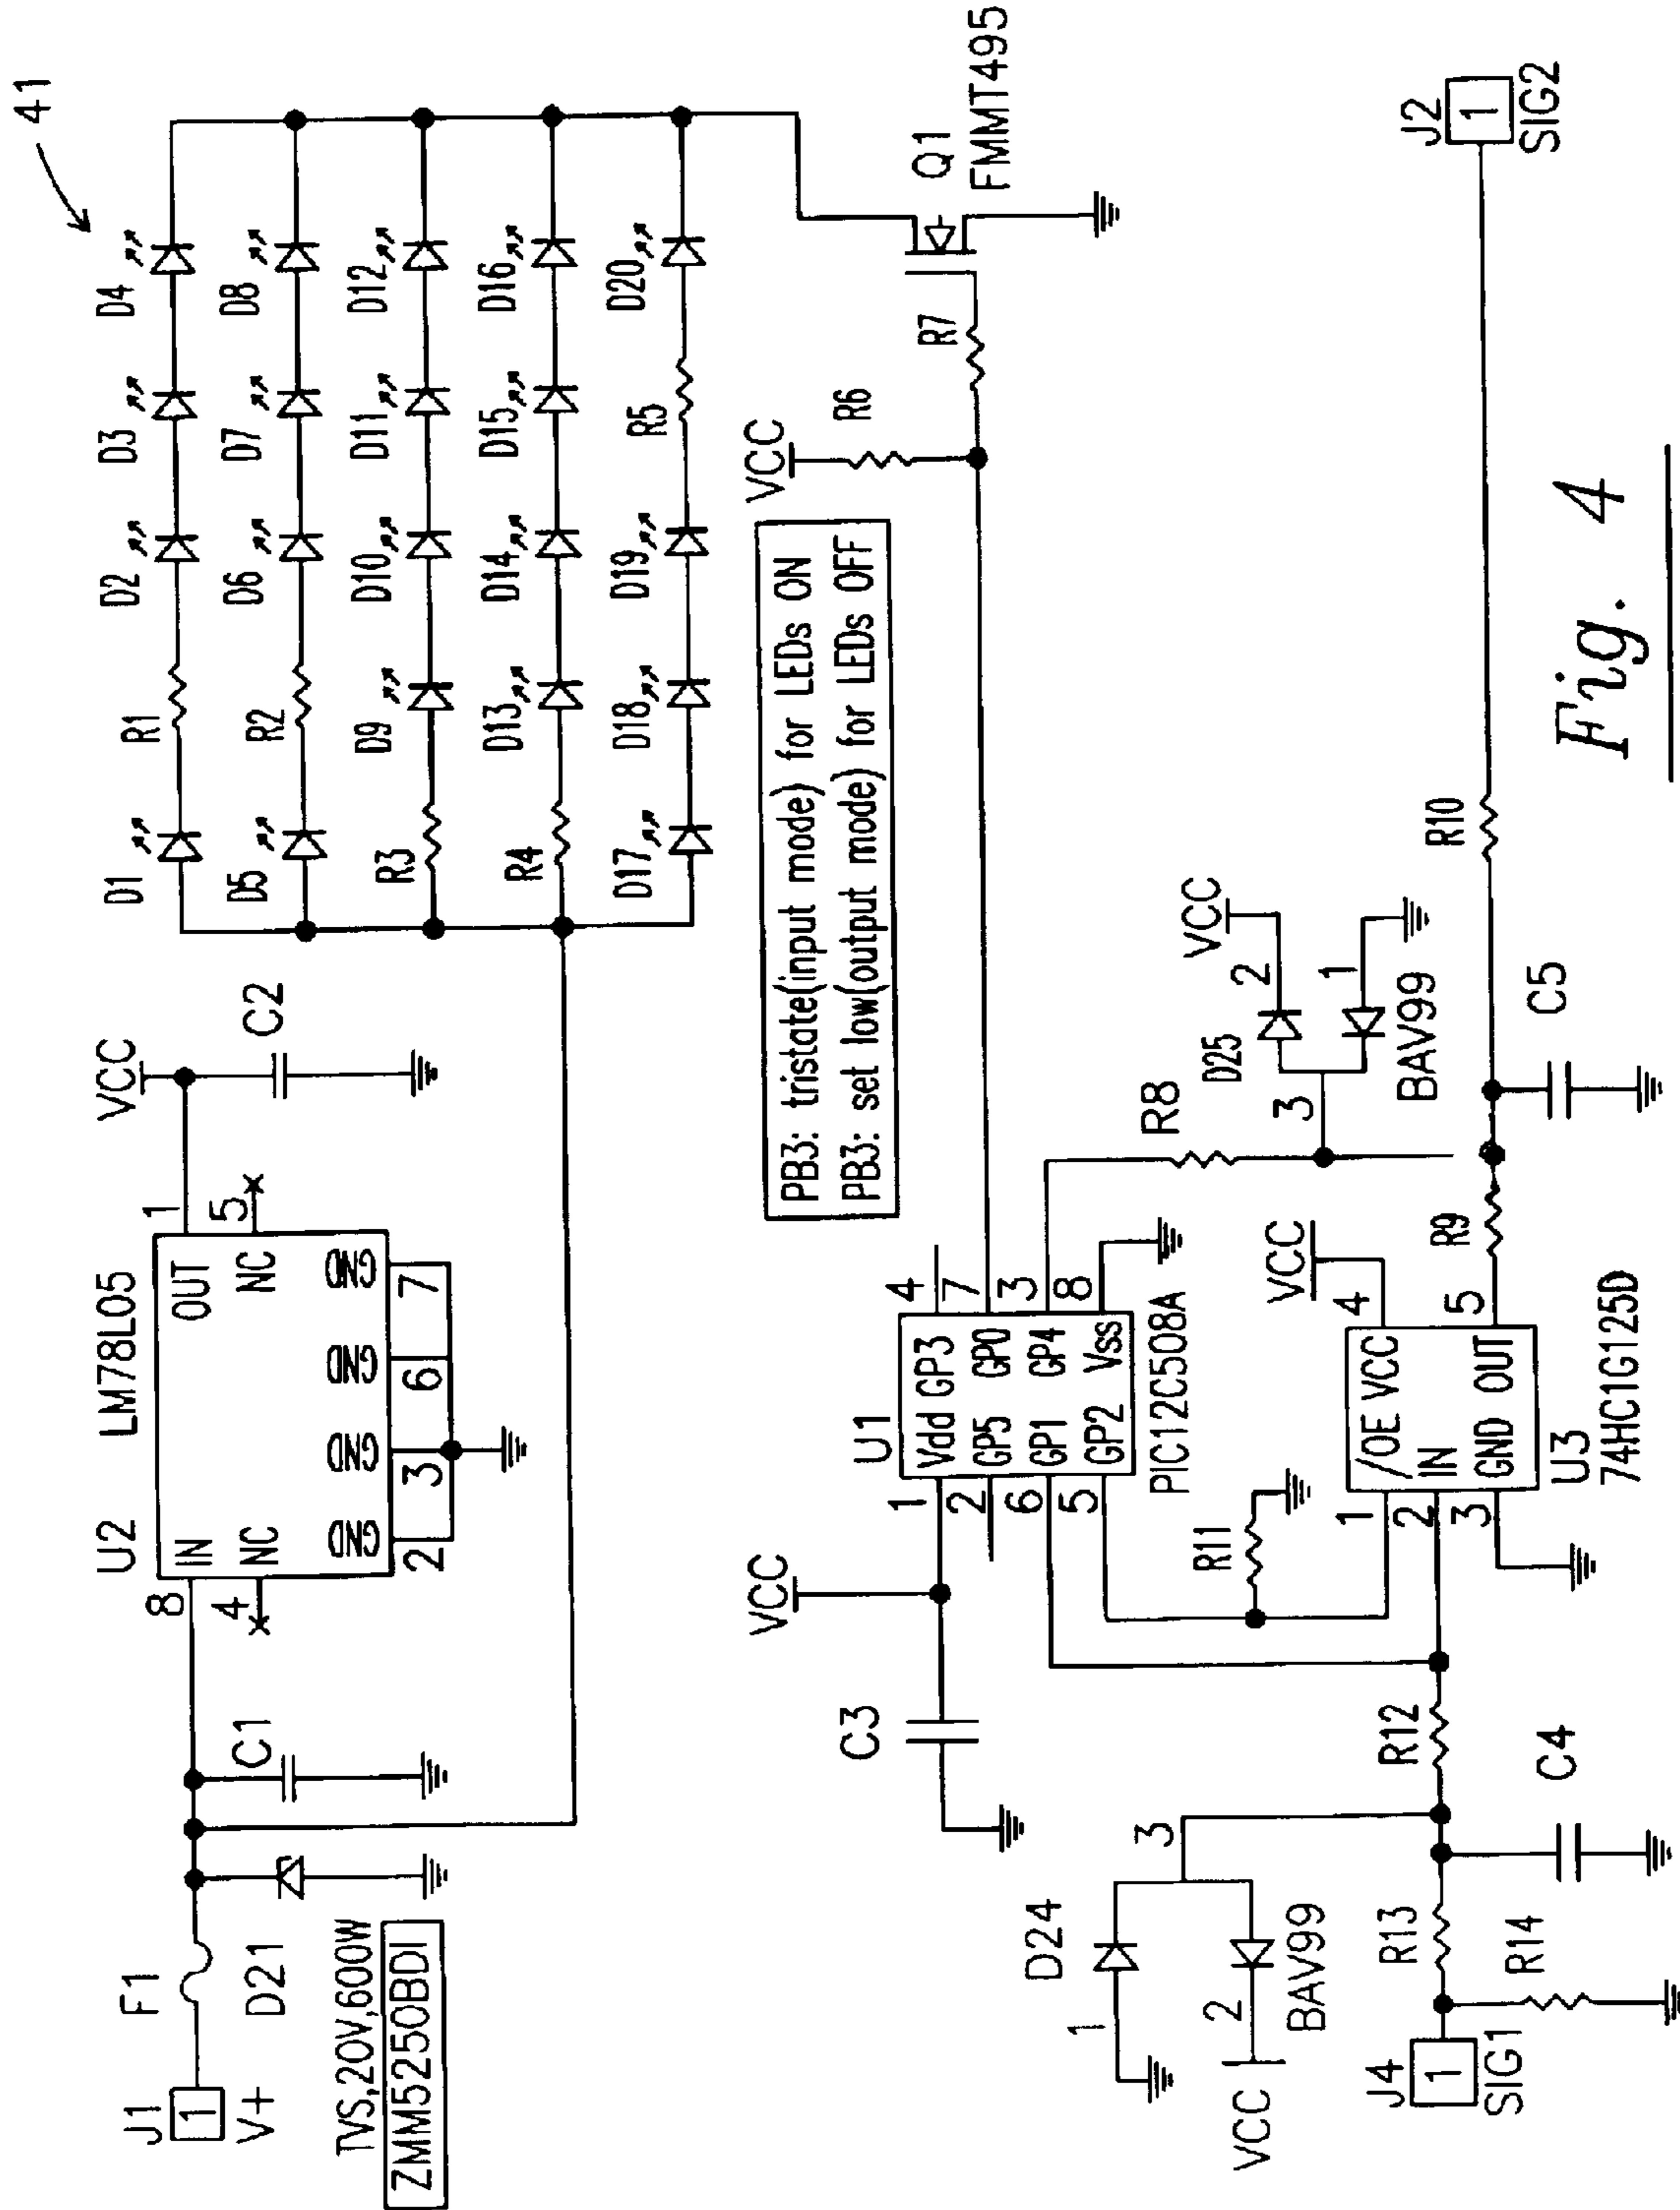 41
J1
1
V+
F1
D21
TVS,20V,600W
ZMM5250BDI
C1
U2
LM78L05
8
IN
OUT
1
4
NC
NC
5
GND
GND
GND
GND
2
3
6
7
VCC
C2
D1
R1
D2
D3
D4
D5
R2
D6
D7
D8
R3
D9
D10
D11
D12
R4
D13
D14
D15
D16
D17
D18
D19
R5
D20
PB3: tristate(input mode) for LEDs ON
PB3: set low(output mode) for LEDs OFF
VCC
R6
R7
Q1
FMMT495
VCC
C3
U1
1
Vdd GP3
4
2
GP5 GP0
7
6
GP1 GP4
3
5
GP2 Vss
8
PIC12C508A
R11
R8
D25
VCC
2
3
1
BAV99
D24
1
3
2
VCC
BAV99
J4
1
SIG1
R13
R14
C4
R12
VCC
1
/OE VCC
4
2
IN
3
GND OUT
5
U3
74HC1G125D
R9
C5
R10
J2
1
SIG2
Fig. 4